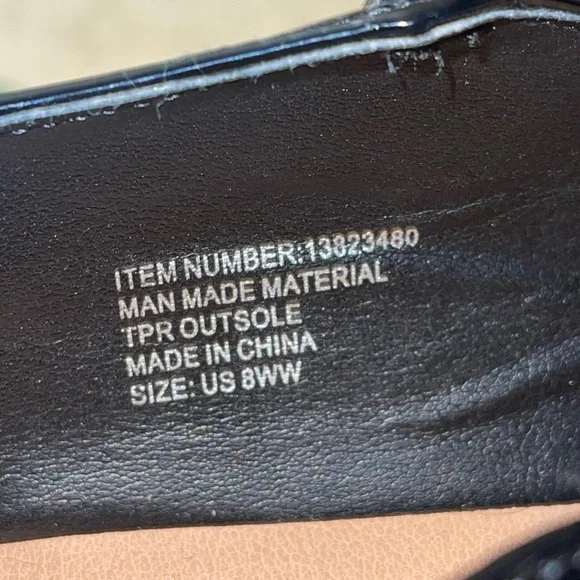 ITEM NUMBER:13823480
MAN MADE MATERIAL
TPR OUTSOLE
MADE IN CHINA
SIZE: US 8WW